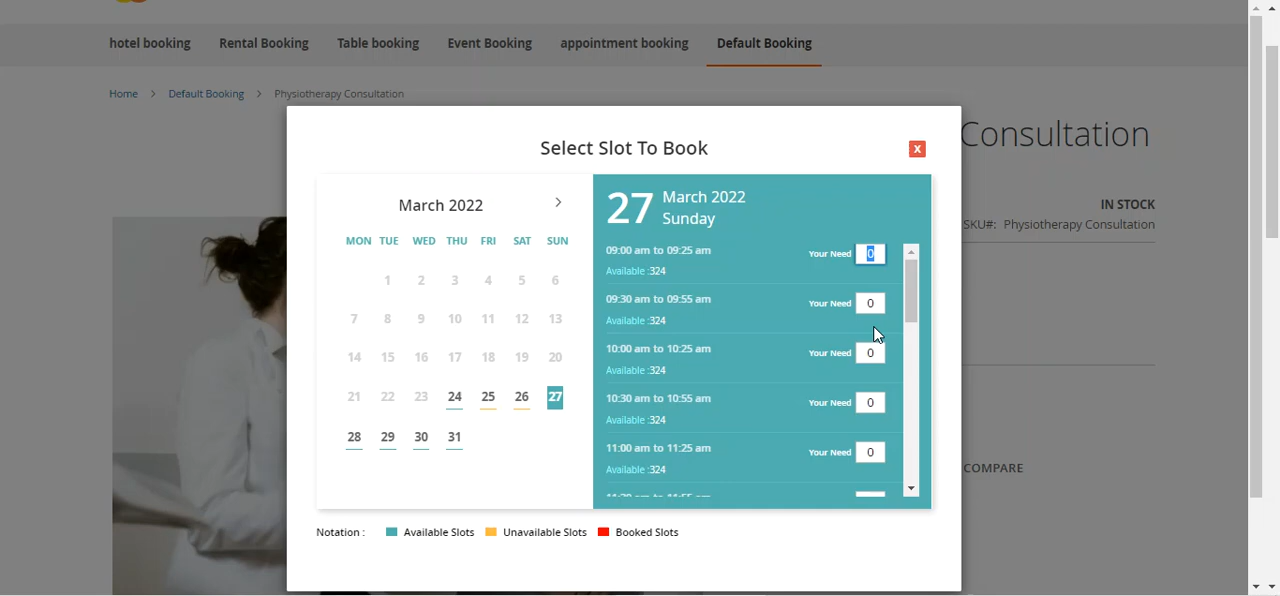 hotel booking Rental Booking Table booking Event Booking appointment booking Default Booking
Home > Default Booking > Physiotherapy Consultation
Consultation
IN STOCK
SKU#: Physiotherapy Consultation
COMPARE
Select Slot To Book
X
March 2022 >
MON TUE WED THU FRI SAT SUN
1 2 3 4 5 6
7 8 9 10 11 12 13
14 15 16 17 18 19 20
21 22 23 24 25 26 27
28 29 30 31
27 March 2022
Sunday
09:00 am to 09:25 am Your Need 0
Available :324
09:30 am to 09:55 am Your Need 0
Available :324
10:00 am to 10:25 am Your Need 0
Available :324
10:30 am to 10:55 am Your Need 0
Available :324
11:00 am to 11:25 am Your Need 0
Available :324
Notation : Available Slots Unavailable Slots Booked Slots